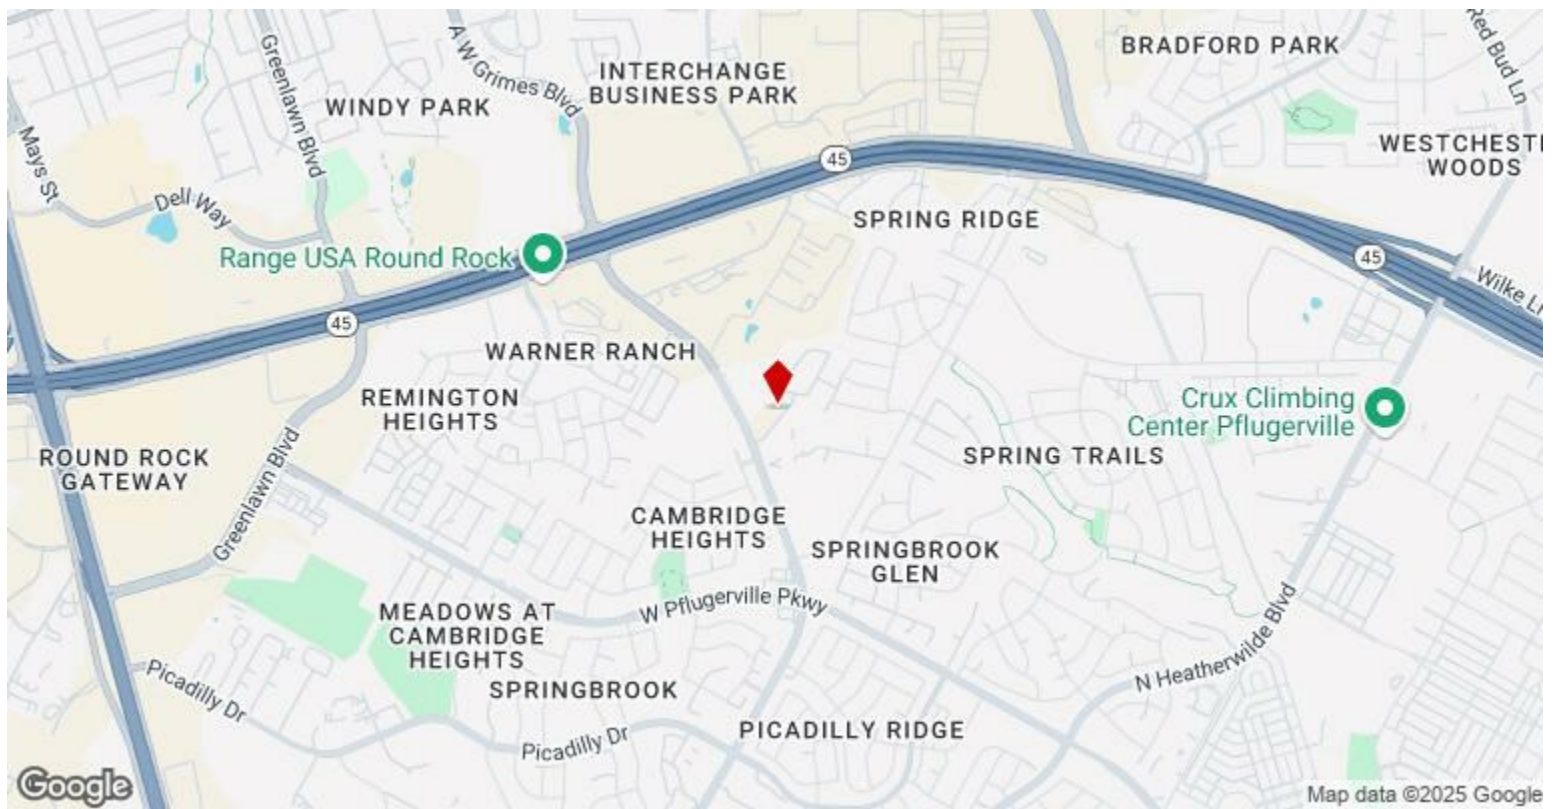 BRADFORD PARK
Red Bud Ln
A W Grimes Blvd
Greenlawn Blvd
INTERCHANGE
BUSINESS PARK
WINDY PARK
Mays St
WESTCHEST
WOODS
45
Dell Way
SPRING RIDGE
Range USA Round Rock
45
Wilke Ln
45
WARNER RANCH
REMINGTON
HEIGHTS
Crux Climbing
Center Pflugerville
ROUND ROCK
GATEWAY
Greenlawn Blvd
SPRING TRAILS
CAMBRIDGE
HEIGHTS
SPRINGBROOK
GLEN
W Pflugerville Pkwy
MEADOWS AT
CAMBRIDGE
HEIGHTS
N Heatherwilde Blvd
Picadilly Dr
SPRINGBROOK
PICADILLY RIDGE
Picadilly Dr
Google
Map data ©2025 Google